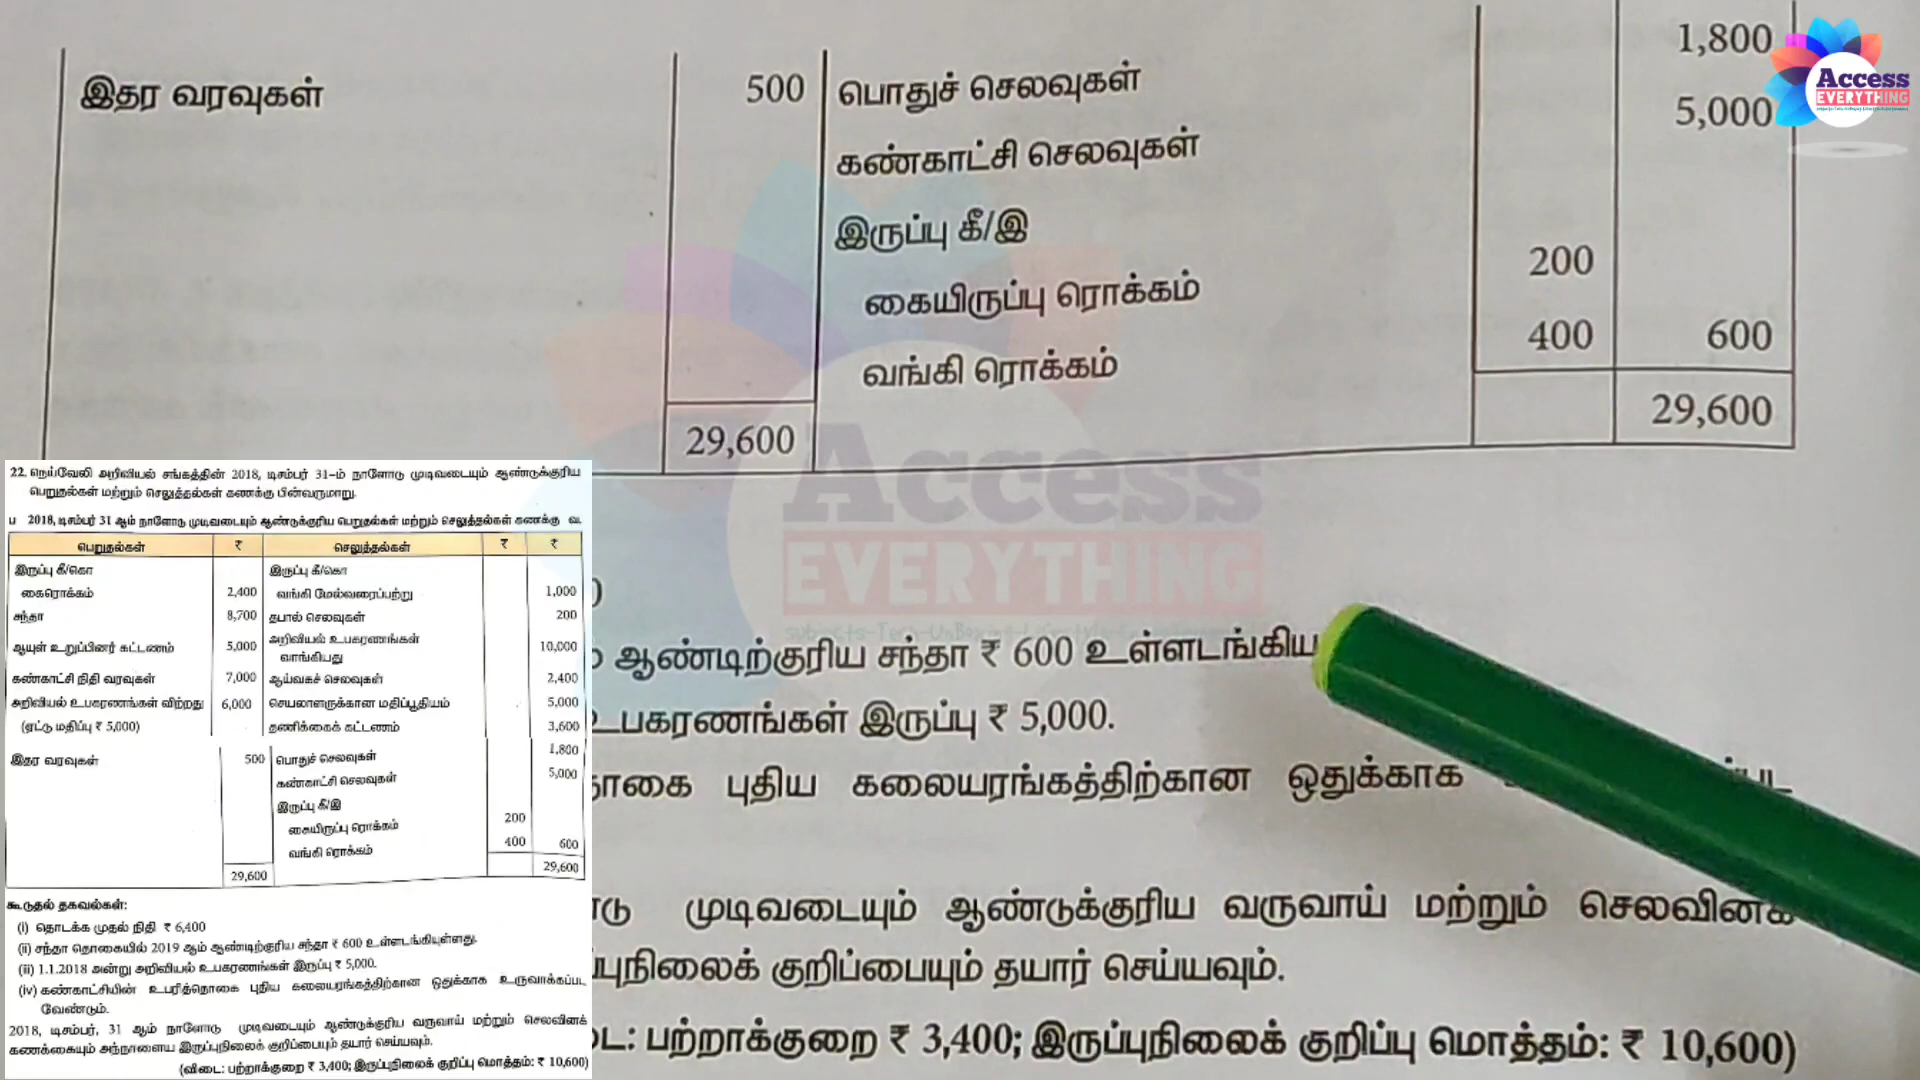 1,800
இதர வரவுகள் 500 பொதுச் செலவுகள் 5,000
கண்காட்சி செலவுகள்
இருப்பு கீ/இ
கையிருப்பு ரொக்கம் 200
வங்கி ரொக்கம் 400 600
29,600 29,600
ஆண்டிற்குரிய சந்தா ₹ 600 உள்ளடங்கிய
உபகரணங்கள் இருப்பு ₹ 5,000.
புதிய கலையரங்கத்திற்கான ஒதுக்காக
முடிவடையும் ஆண்டுக்குரிய வருவாய் மற்றும் செலவினக்
குறிப்பையும் தயார் செய்யவும்.
பற்றாக்குறை ₹ 3,400; இருப்புநிலைக் குறிப்பு மொத்தம்: ₹ 10,600)
22. நெய்வேலி அறிவியல் சங்கத்தின் 2018, டிசம்பர் 31-ம் நாளோடு முடிவடையும் ஆண்டுக்குரிய
பெறுதல்கள் மற்றும் செலுத்தல்கள் கணக்கு பின்வருமாறு.
ப 2018, டிசம்பர் 31 ஆம் நாளோடு முடிவடையும் ஆண்டுக்குரிய பெறுதல்கள் மற்றும் செலுத்தல்கள் கணக்கு வ
பெறுதல்கள் ₹ செலுத்தல்கள் ₹ ₹
இருப்பு கீ/கொ இருப்பு கீ/கொ
கைரொக்கம் 2,400 வங்கி மேல்வரைப்பற்று 1,000
சந்தா 8,700 தபால் செலவுகள் 200
ஆயுள் உறுப்பினர் கட்டணம் 5,000 அறிவியல் உபகரணங்கள்
வாங்கியது 10,000
கண்காட்சி நிதி வரவுகள் 7,000 ஆய்வகச் செலவுகள் 2,400
அறிவியல் உபகரணங்கள் விற்றது 6,000 செயலாளருக்கான மதிப்பூதியம் 5,000
(ஏட்டு மதிப்பு ₹ 5,000) தணிக்கைக் கட்டணம் 3,600
இதர வரவுகள் 500 பொதுச் செலவுகள் 1,800
கண்காட்சி செலவுகள் 5,000
இருப்பு கீ/இ
கையிருப்பு ரொக்கம் 200
வங்கி ரொக்கம் 400 600
29,600 29,600
கூடுதல் தகவல்கள்:
(i) தொடக்க முதல் நிதி ₹ 6,400
(ii) சந்தா தொகையில் 2019 ஆம் ஆண்டிற்குரிய சந்தா ₹ 600 உள்ளடங்கியுள்ளது.
(ii) 1.1.2018 அன்று அறிவியல் உபகரணங்கள் இருப்பு ₹ 5,000.
(iv) கண்காட்சியின் உபரித்தொகை புதிய கலையரங்கத்திற்கான ஒதுக்காக உருவாக்கப்பட
வேண்டும்.
2018, டிசம்பர், 31 ஆம் நாளோடு முடிவடையும் ஆண்டுக்குரிய வருவாய் மற்றும் செலவினக்
கணக்கையும் அந்நாளைய இருப்புநிலைக் குறிப்பையும் தயார் செய்யவும்.
(விடை: பற்றாக்குறை ₹ 3,400; இருப்புநிலைக் குறிப்பு மொத்தம்: ₹ 10,600)
Access
EVERYTHING
Access
EVERYTHING